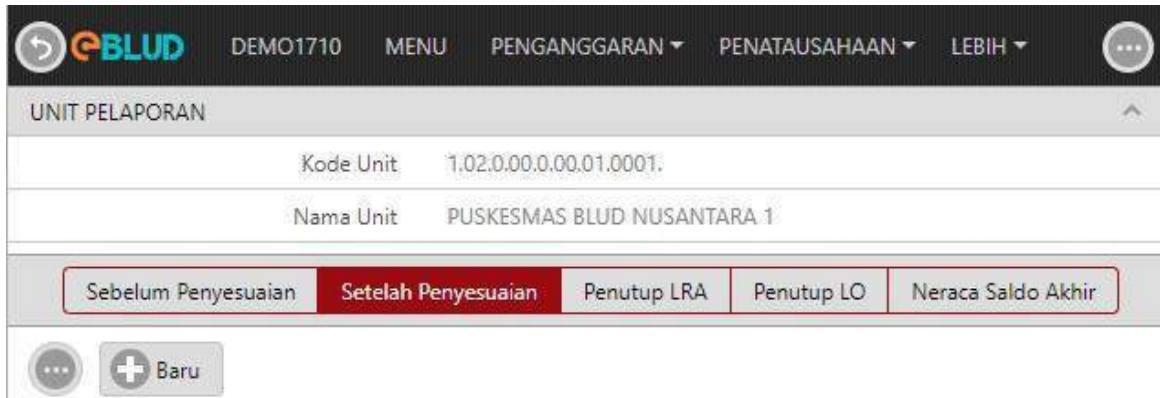 eBLUD DEMO1710 MENU PENGANGGARAN PENATAUSAHAAN LEBIH
UNIT PELAPORAN
Kode Unit 1.02.0.00.0.00.01.0001.
Nama Unit PUSKESMAS BLUD NUSANTARA 1
Sebelum Penyesuaian Setelah Penyesuaian Penutup LRA Penutup LO Neraca Saldo Akhir
Baru